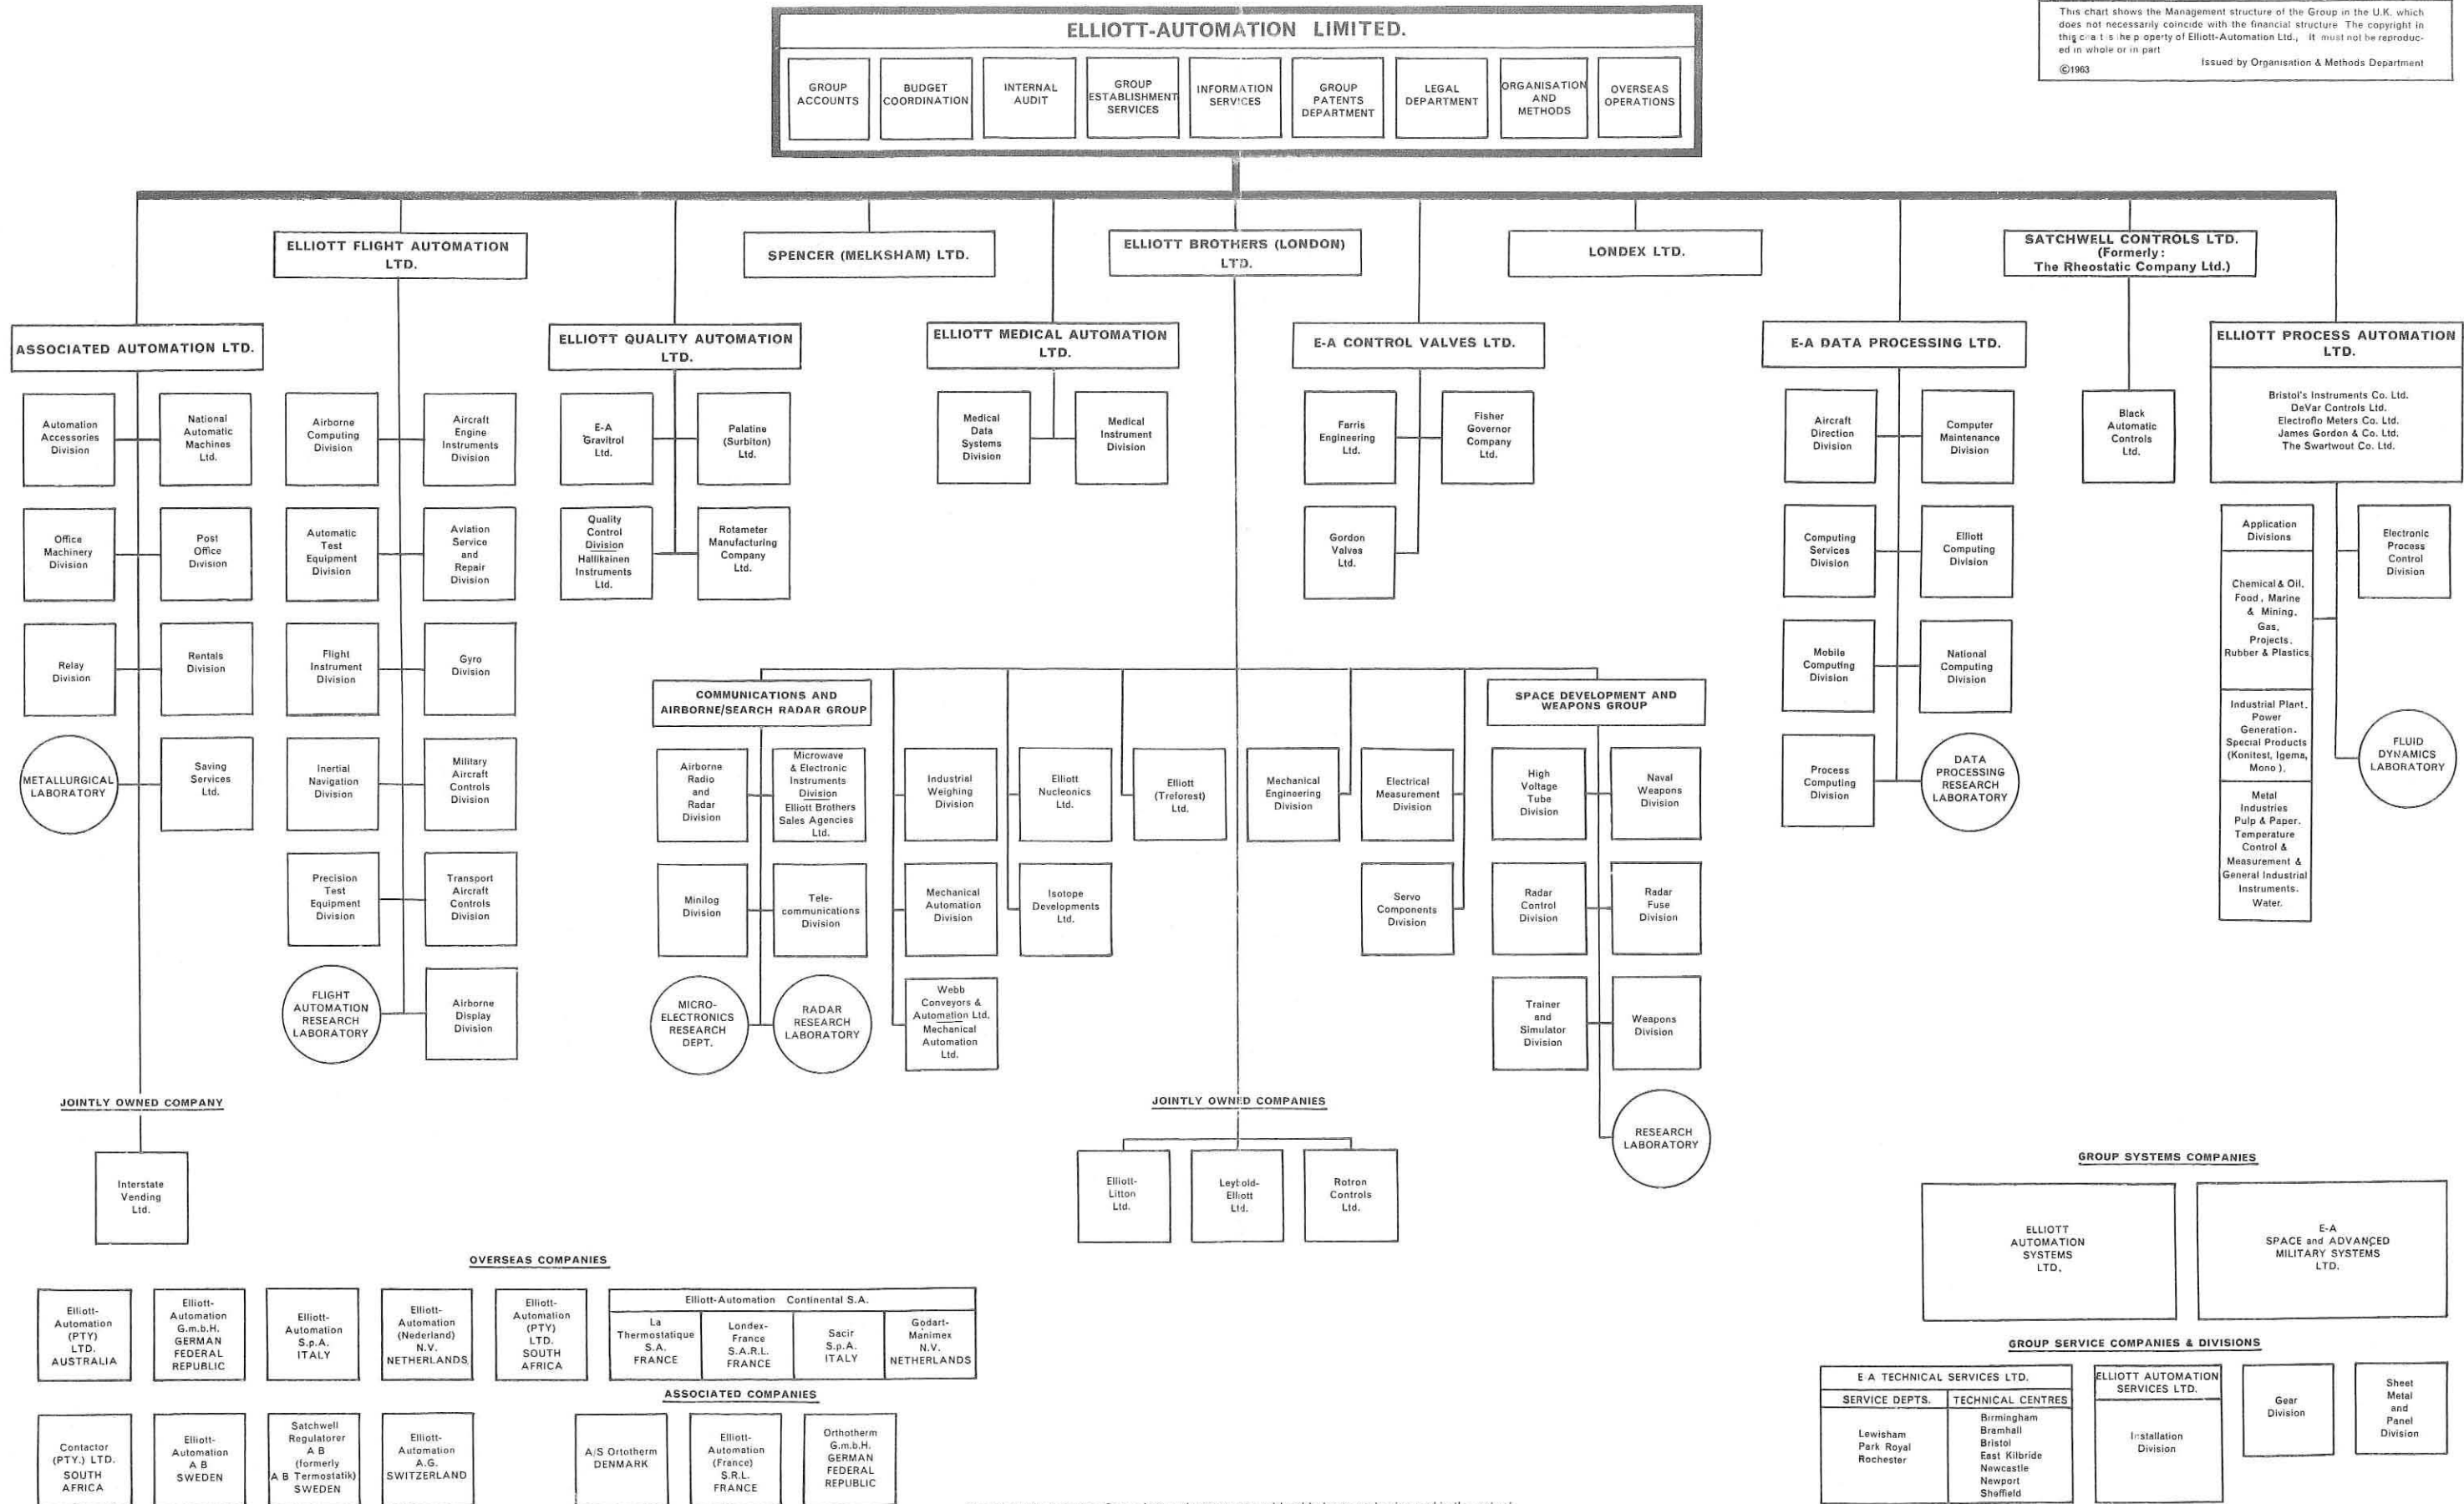 This chart shows the Management structure of the Group in the U.K. which
does not necessarily coincide with the financial structure The copyright in
this is the property of Elliott-Automation Ltd., It must not be reproduc-
ed in whole or in part
Issued by Organisation & Methods Department
©1963
ELLIOTT-AUTOMATION LIMITED.
GROUP
ACCOUNTS
BUDGET
COORDINATION
INTERNAL
AUDIT
GROUP
ESTABLISHMENT
SERVICES
INFORMATION
SERVICES
GROUP
PATENTS
DEPARTMENT
LEGAL
DEPARTMENT
ORGANISATION
AND
METHODS
OVERSEAS
OPERATIONS
ELLIOTT FLIGHT AUTOMATION
LTD.
SPENCER (MELKSHAM) LTD.
ELLIOTT BROTHERS (LONDON)
LTD.
LONDEX LTD.
SATCHWELL CONTROLS LTD.
(Formerly:
The Rheostatic Company Ltd.)
ASSOCIATED AUTOMATION LTD.
ELLIOTT QUALITY AUTOMATION
LTD.
ELLIOTT MEDICAL AUTOMATION
LTD.
E-A CONTROL VALVES LTD.
E-A DATA PROCESSING LTD.
ELLIOTT PROCESS AUTOMATION
LTD.
Automation
Accessories
Division
National
Automatic
Machines
Ltd.
Office
Machinery
Division
Post
Office
Division
Relay
Division
Rentals
Division
METALLURGICAL
LABORATORY
Saving
Services
Ltd.
JOINTLY OWNED COMPANY
Interstate
Vending
Ltd.
Airborne
Computing
Division
Aircraft
Engine
Instruments
Division
Automatic
Test
Equipment
Division
Aviation
Service
and
Repair
Division
Flight
Instrument
Division
Gyro
Division
Inertial
Navigation
Division
Military
Aircraft
Controls
Division
Precision
Test
Equipment
Division
Transport
Aircraft
Controls
Division
FLIGHT
AUTOMATION
RESEARCH
LABORATORY
Airborne
Display
Division
E-A
Gravitrol
Ltd.
Palatine
(Surbiton)
Ltd.
Quality
Control
Division
Hallikainen
Instruments
Ltd.
Rotameter
Manufacturing
Company
Ltd.
Medical
Data
Systems
Division
Medical
Instrument
Division
Farris
Engineering
Ltd.
Fisher
Governor
Company
Ltd.
Gordon
Valves
Ltd.
Aircraft
Direction
Division
Computer
Maintenance
Division
Computing
Services
Division
Elliott
Computing
Division
Mobile
Computing
Division
National
Computing
Division
Process
Computing
Division
DATA
PROCESSING
RESEARCH
LABORATORY
Black
Automatic
Controls
Ltd.
Bristol's Instruments Co. Ltd.
DeVar Controls Ltd.
Electroflo Meters Co. Ltd.
James Gordon & Co. Ltd.
The Swartwout Co. Ltd.
Application
Divisions
Chemical & Oil.
Food, Marine
& Mining.
Gas.
Projects.
Rubber & Plastics
Industrial Plant.
Power
Generation.
Special Products
(Konitest, Igema,
Mono).
Metal
Industries
Pulp & Paper.
Temperature
Control &
Measurement &
General Industrial
Instruments.
Water.
Electronic
Process
Control
Division
FLUID
DYNAMICS
LABORATORY
COMMUNICATIONS AND
AIRBORNE/SEARCH RADAR GROUP
Airborne
Radio
and
Radar
Division
Microwave
& Electronic
Instruments
Division
Elliott Brothers
Sales Agencies
Ltd.
Minilog
Division
Tele-
communications
Division
MICRO-
ELECTRONICS
RESEARCH
DEPT.
RADAR
RESEARCH
LABORATORY
Industrial
Weighing
Division
Mechanical
Automation
Division
Webb
Conveyors &
Automation Ltd.
Mechanical
Automation
Ltd.
Elliott
Nucleonics
Ltd.
Isotope
Developments
Ltd.
Elliott
(Treforest)
Ltd.
Mechanical
Engineering
Division
Electrical
Measurement
Division
Servo
Components
Division
SPACE DEVELOPMENT AND
WEAPONS GROUP
High
Voltage
Tube
Division
Naval
Weapons
Division
Radar
Control
Division
Radar
Fuse
Division
Trainer
and
Simulator
Division
Weapons
Division
RESEARCH
LABORATORY
JOINTLY OWNED COMPANIES
Elliott-
Litton
Ltd.
Leybold-
Elliott
Ltd.
Rotron
Controls
Ltd.
GROUP SYSTEMS COMPANIES
ELLIOTT
AUTOMATION
SYSTEMS
LTD.
E-A
SPACE and ADVANCED
MILITARY SYSTEMS
LTD.
OVERSEAS COMPANIES
Elliott-
Automation
(PTY)
LTD.
AUSTRALIA
Elliott-
Automation
G.m.b.H.
GERMAN
FEDERAL
REPUBLIC
Elliott-
Automation
S.p.A.
ITALY
Elliott-
Automation
(Nederland)
N.V.
NETHERLANDS
Elliott-
Automation
(PTY)
LTD.
SOUTH
AFRICA
Elliott-Automation Continental S.A.
La
Thermostatique
S.A.
FRANCE
Londex-
France
S.A.R.L.
FRANCE
Sacir
S.p.A.
ITALY
Godart-
Manimex
N.V.
NETHERLANDS
Contactor
(PTY.) LTD.
SOUTH
AFRICA
Elliott-
Automation
A B
SWEDEN
Satchwell
Regulatorer
A B
(formerly
A B Termostatik)
SWEDEN
Elliott-
Automation
A.G.
SWITZERLAND
ASSOCIATED COMPANIES
A/S Ortotherm
DENMARK
Elliott-
Automation
(France)
S.R.L.
FRANCE
Orthotherm
G.m.b.H.
GERMAN
FEDERAL
REPUBLIC
GROUP SERVICE COMPANIES & DIVISIONS
E-A TECHNICAL SERVICES LTD.
SERVICE DEPTS.
Lewisham
Park Royal
Rochester
TECHNICAL CENTRES
Birmingham
Bramhall
Bristol
East Kilbride
Newcastle
Newport
Sheffield
ELLIOTT AUTOMATION
SERVICES LTD.
Installation
Division
Gear
Division
Sheet
Metal
and
Panel
Division